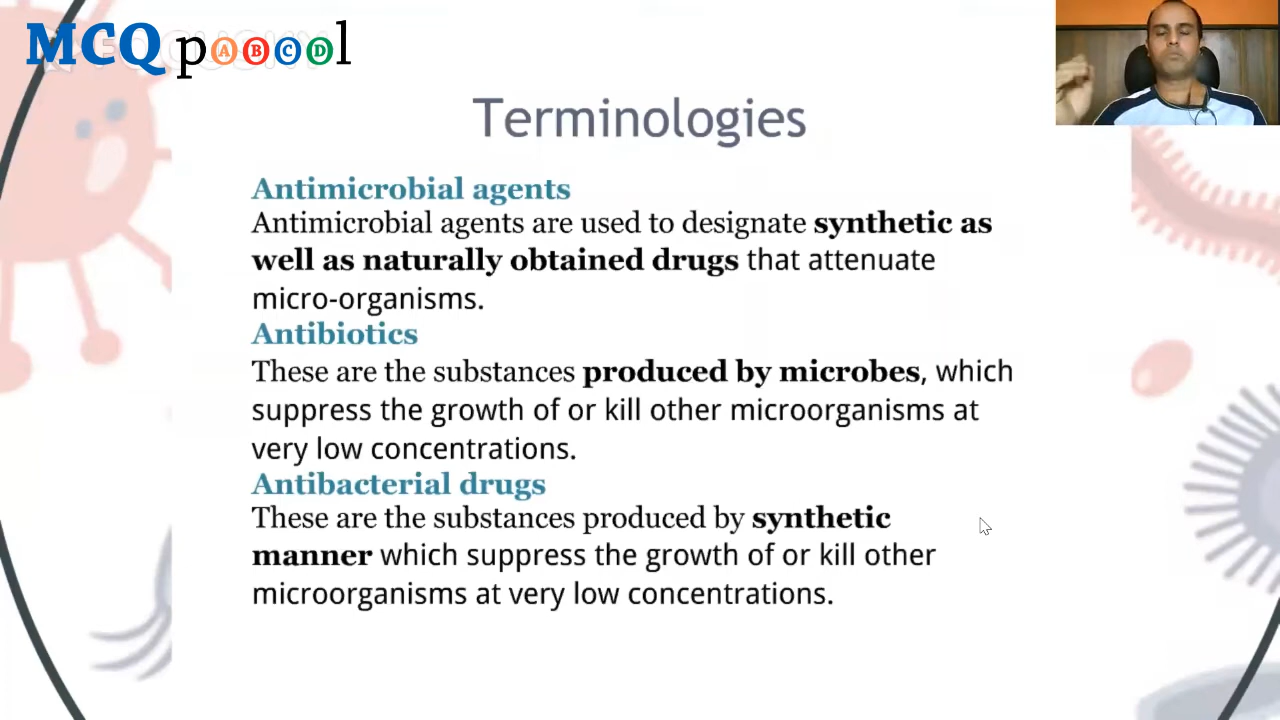 MCQ pABCDl
Terminologies
Antimicrobial agents
Antimicrobial agents are used to designate synthetic as
well as naturally obtained drugs that attenuate
micro-organisms.
Antibiotics
These are the substances produced by microbes, which
suppress the growth of or kill other microorganisms at
very low concentrations.
Antibacterial drugs
These are the substances produced by synthetic
manner which suppress the growth of or kill other
microorganisms at very low concentrations.